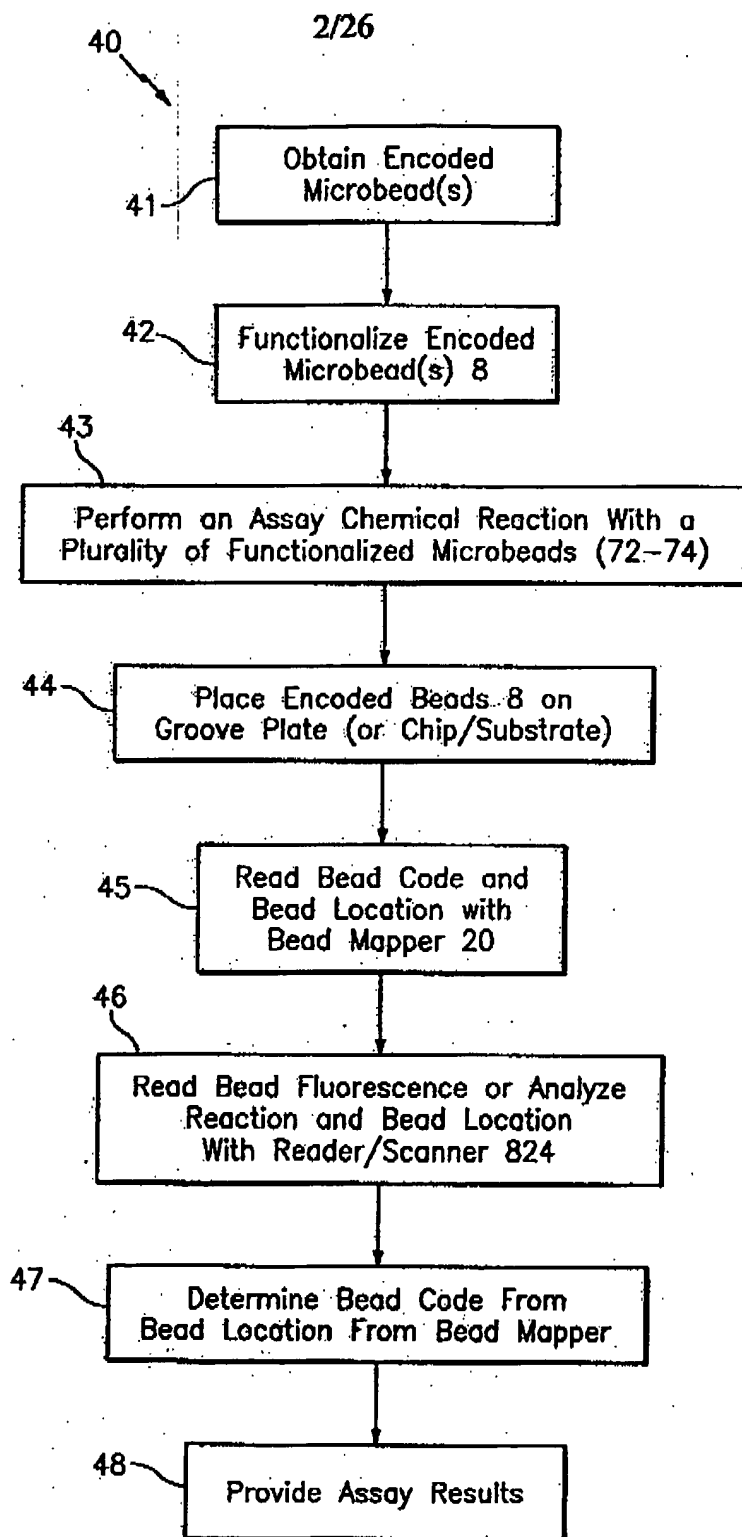 2/26
40
Obtain Encoded
Microbead(s)
41
42
Functionalize Encoded
Microbead(s) 8
43
Perform an Assay Chemical Reaction With a
Plurality of Functionalized Microbeads (72-74)
44
Place Encoded Beads 8 on
Groove Plate (or Chip/Substrate)
45
Read Bead Code and
Bead Location with
Bead Mapper 20
46
Read Bead Fluorescence or Analyze
Reaction and Bead Location
With Reader/Scanner 824
47
Determine Bead Code From
Bead Location From Bead Mapper
48
Provide Assay Results